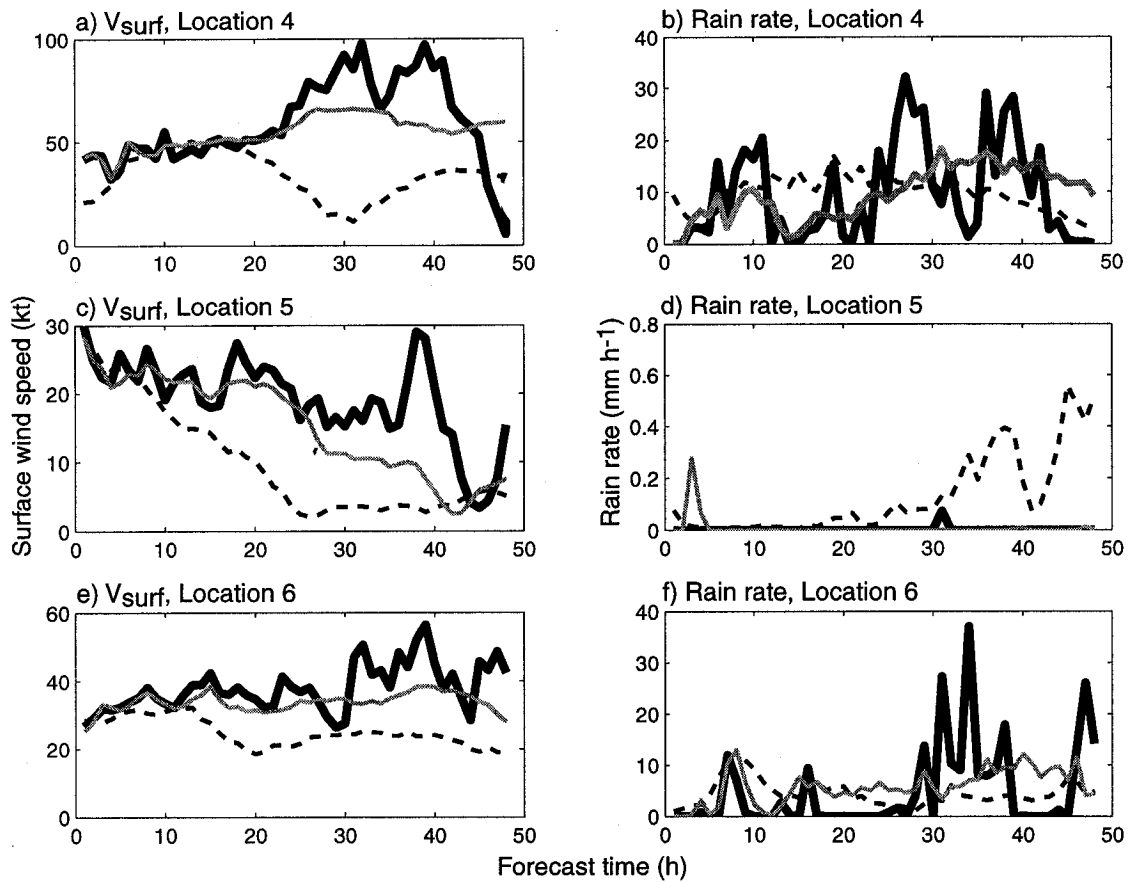 a) Vsurf, Location 4
100
50
0
0 10 20 30 40 50
b) Rain rate, Location 4
40
30
20
10
0
0 10 20 30 40 50
c) Vsurf, Location 5
30
20
10
0
0 10 20 30 40 50
Surface wind speed (kt)
d) Rain rate, Location 5
0.8
0.6
0.4
0.2
0
0 10 20 30 40 50
Rain rate (mm h-1)
e) Vsurf, Location 6
60
40
20
0
0 10 20 30 40 50
f) Rain rate, Location 6
40
30
20
10
0
0 10 20 30 40 50
Forecast time (h)